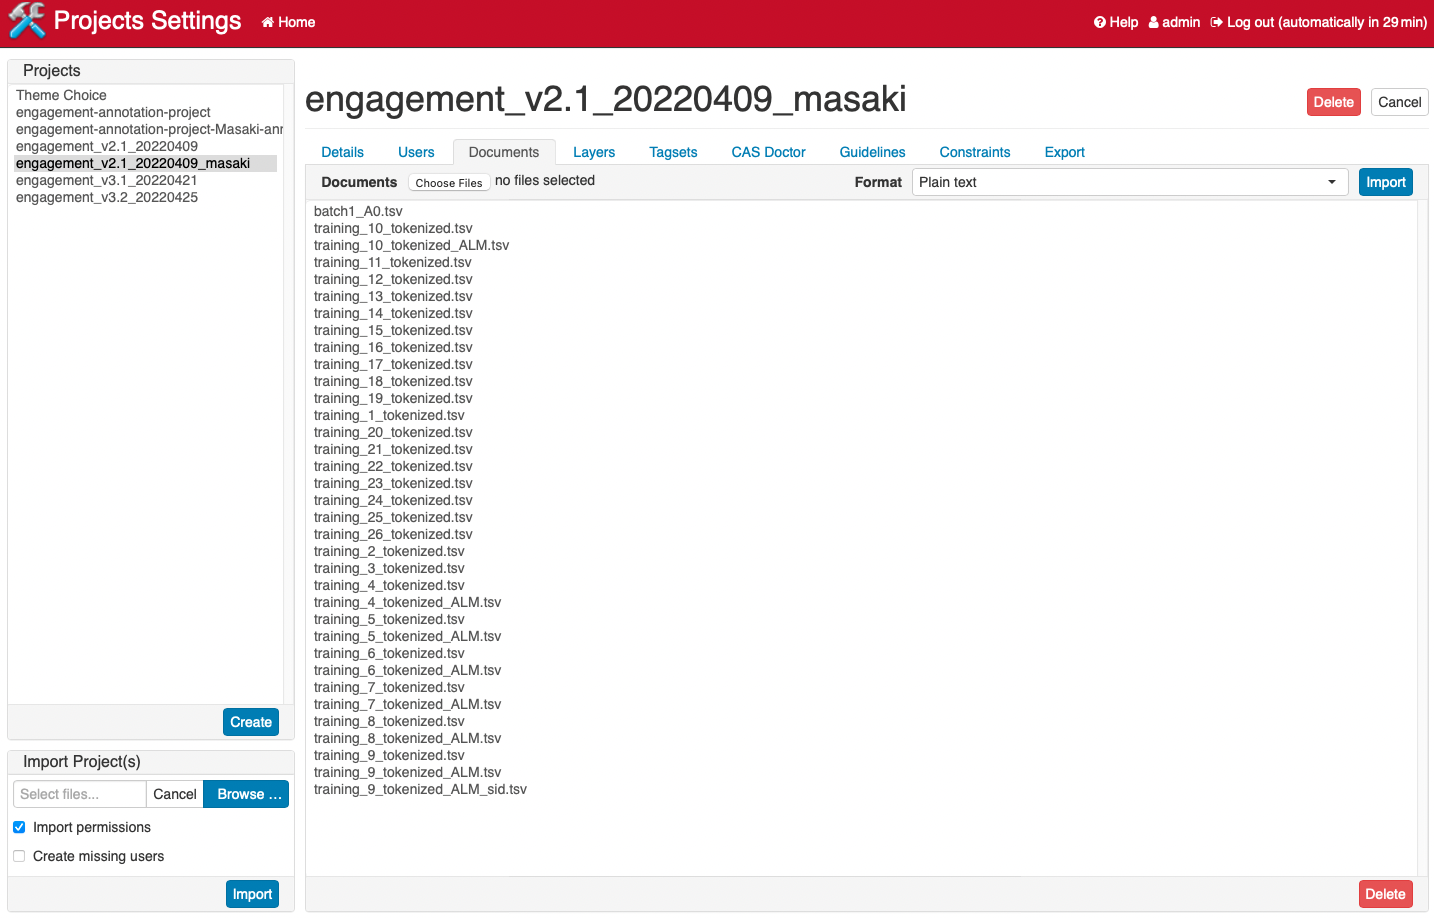 Projects Settings Home Help admin Log out (automatically in 29 min)
Projects
Theme Choice
engagement-annotation-project
engagement-annotation-project-Masaki-anr
engagement_v2.1_20220409
engagement_v2.1_20220409_masaki
engagement_v3.1_20220421
engagement_v3.2_20220425
Create
Import Project(s)
Select files... Cancel Browse ...
Import permissions
Create missing users
Import
engagement_v2.1_20220409_masaki
Delete Cancel
Details Users Documents Layers Tagsets CAS Doctor Guidelines Constraints Export
Documents Choose Files no files selected Format Plain text Import
batch1_A0.tsv
training_10_tokenized.tsv
training_10_tokenized_ALM.tsv
training_11_tokenized.tsv
training_12_tokenized.tsv
training_13_tokenized.tsv
training_14_tokenized.tsv
training_15_tokenized.tsv
training_16_tokenized.tsv
training_17_tokenized.tsv
training_18_tokenized.tsv
training_19_tokenized.tsv
training_1_tokenized.tsv
training_20_tokenized.tsv
training_21_tokenized.tsv
training_22_tokenized.tsv
training_23_tokenized.tsv
training_24_tokenized.tsv
training_25_tokenized.tsv
training_26_tokenized.tsv
training_2_tokenized.tsv
training_3_tokenized.tsv
training_4_tokenized.tsv
training_4_tokenized_ALM.tsv
training_5_tokenized.tsv
training_5_tokenized_ALM.tsv
training_6_tokenized.tsv
training_6_tokenized_ALM.tsv
training_7_tokenized.tsv
training_7_tokenized_ALM.tsv
training_8_tokenized.tsv
training_8_tokenized_ALM.tsv
training_9_tokenized.tsv
training_9_tokenized_ALM.tsv
training_9_tokenized_ALM_sid.tsv
Delete